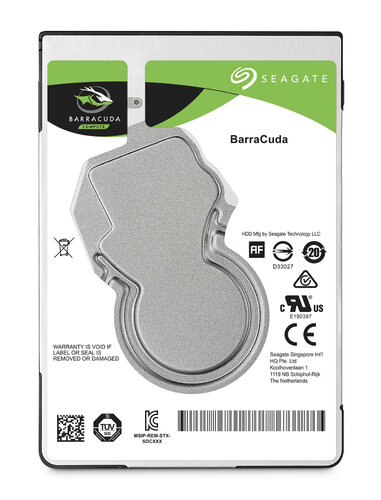 BARRACUDA
COMPUTE
SEAGATE
BarraCuda
HDD Mfg by Seagate Technology LLC
RF
D33027
20
c RU US
E190397
CE
WARRANTY IS VOID IF
LABEL OR SEAL IS
REMOVED OR DAMAGED
Seagate Singapore Int'l
HQ Pte. Ltd
Koolhovenlaan 1
1119 NB Schiphol-Rijk
The Netherlands
TÜV
MSIP-REM-STX-
SDCXXX